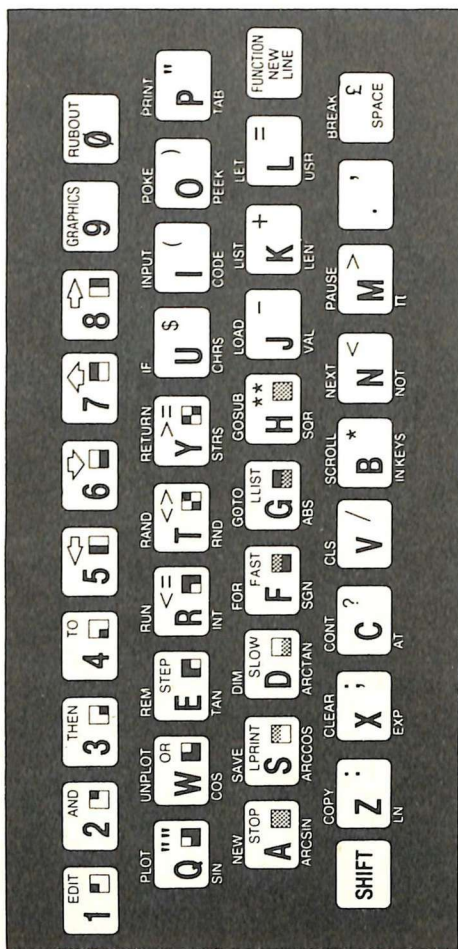 EDIT AND THEN TO ⇦ ⇩ ⇧ ⇨ GRAPHICS RUBOUT
1 2 3 4 5 6 7 8 9 Ø
PLOT UNPLOT REM RUN RAND RETURN IF INPUT POKE PRINT
"" OR STEP <= <> >= $ ( ) "
Q W E R T Y U I O P
SIN COS TAN INT RND STRS CHRS CODE PEEK TAB
NEW SAVE DIM FOR GOTO GOSUB LOAD LIST LET
STOP LPRINT SLOW FAST LLIST ** - + = FUNCTION
A S D F G H J K L NEW LINE
ARCSIN ARCCOS ARCTAN SGN ABS SQR VAL LEN USR
COPY CLEAR CONT CLS SCROLL NEXT PAUSE BREAK
: ; ? / * < > , £
SHIFT Z X C V B N M . SPACE
LN EXP AT INKEYS NOT π